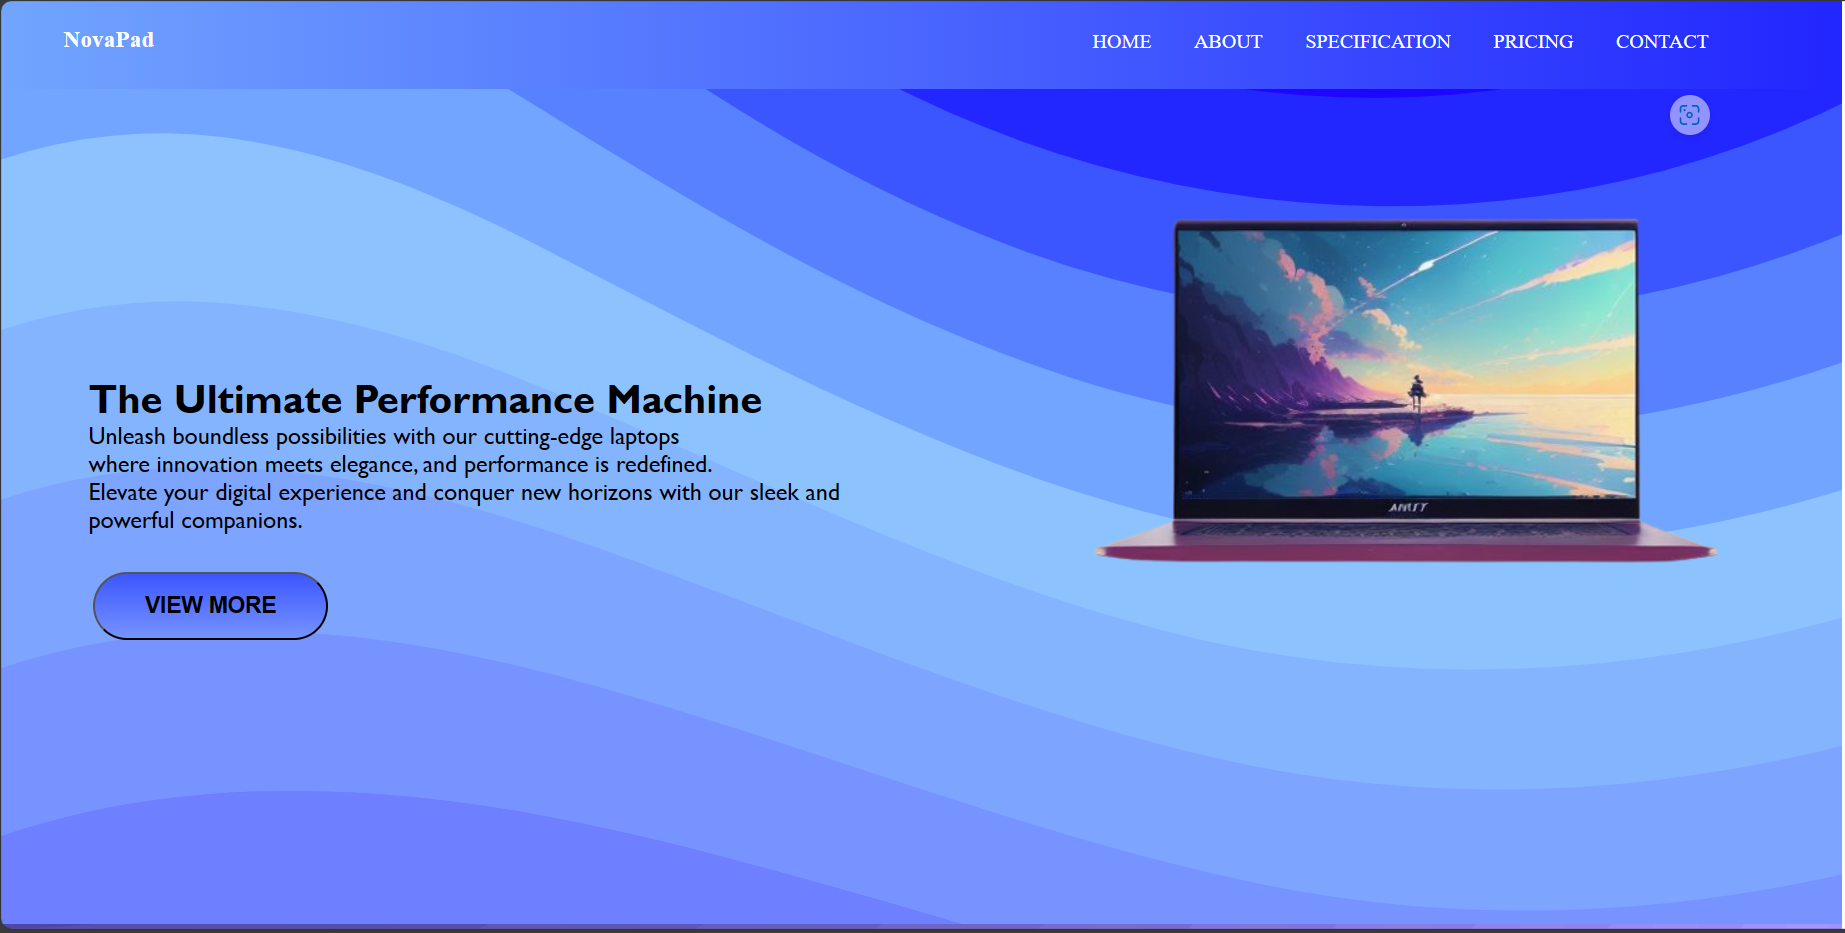 NovaPad
HOME ABOUT SPECIFICATION PRICING CONTACT
The Ultimate Performance Machine
Unleash boundless possibilities with our cutting-edge laptops
where innovation meets elegance, and performance is redefined.
Elevate your digital experience and conquer new horizons with our sleek and
powerful companions.
VIEW MORE